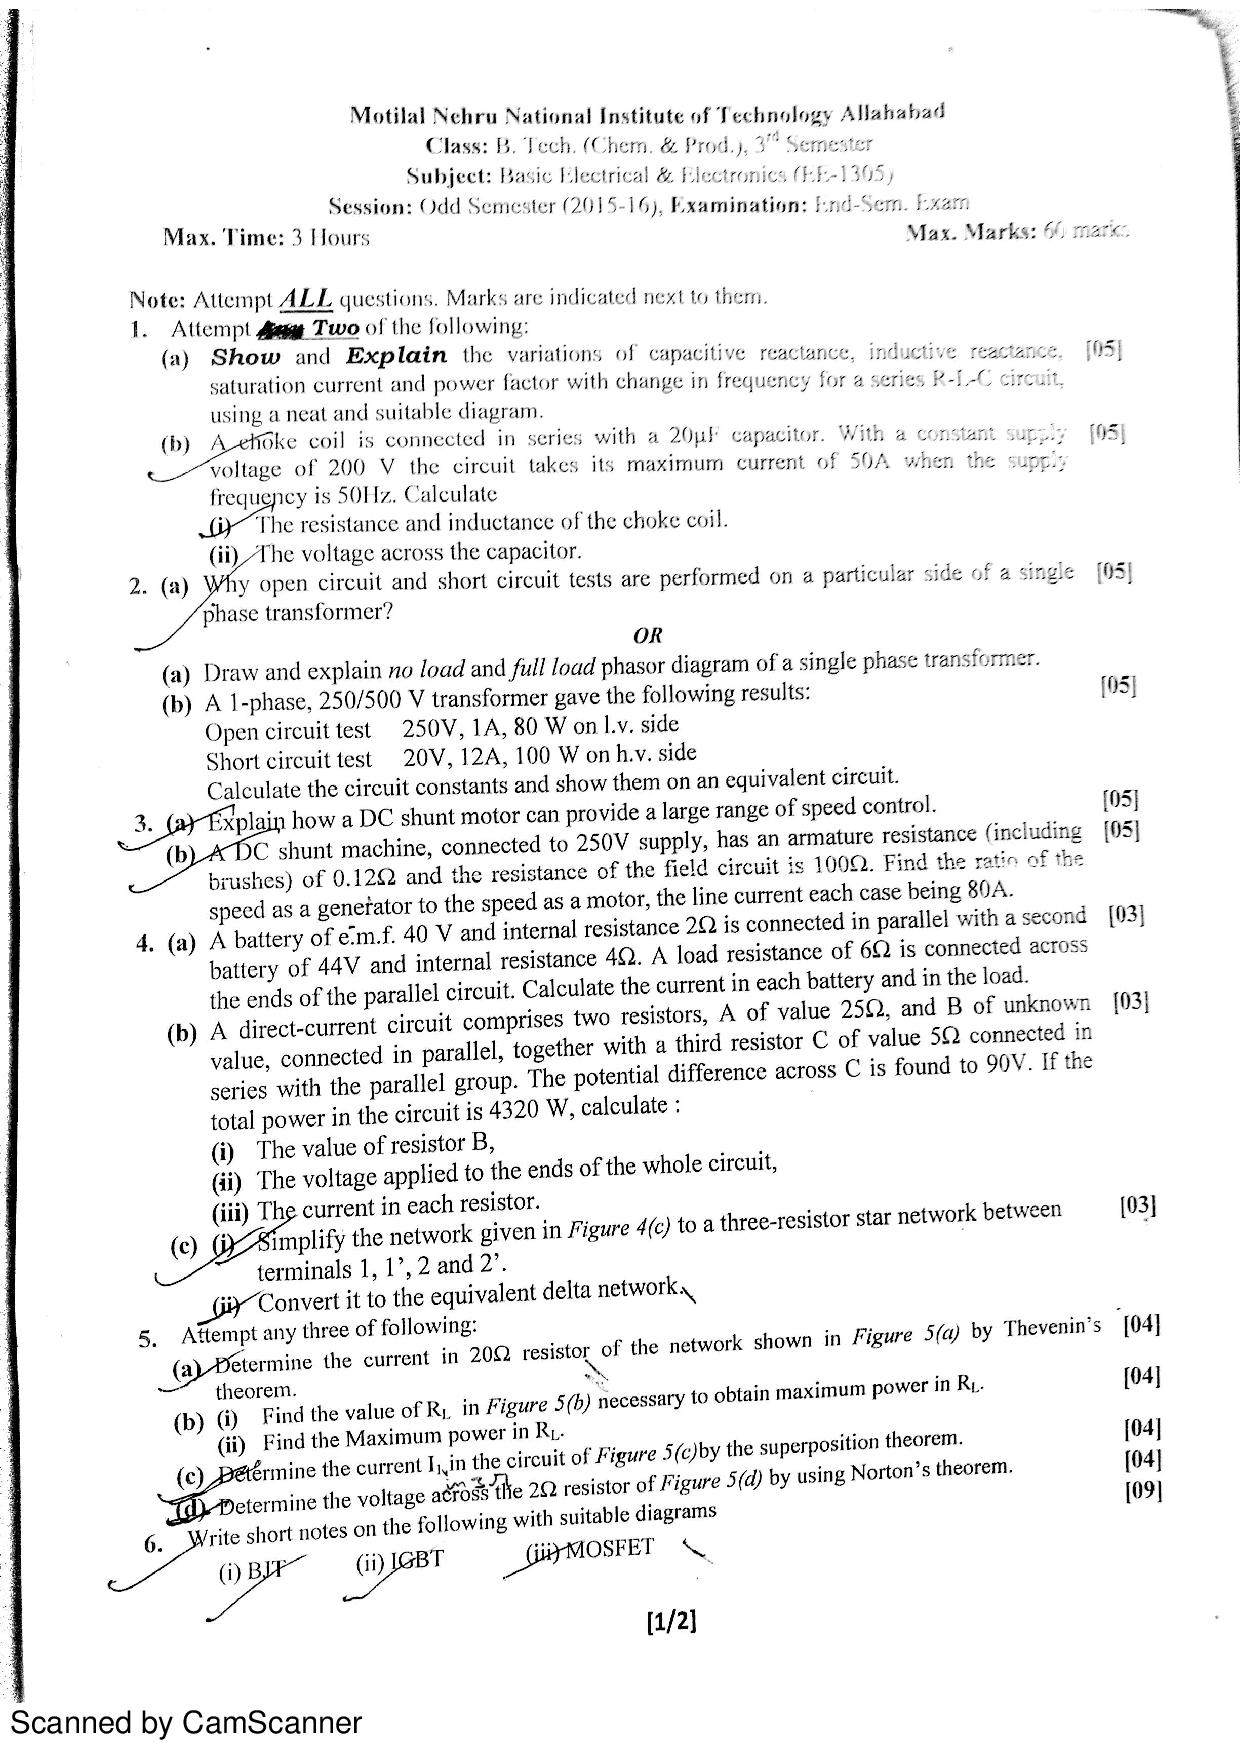 Motilal Nehru National Institute of Technology Allahabad
Class: B. Tech. (Chem. & Prod.), 3rd Semester
Subject: Basic Electrical & Electronics (EE-1305)
Session: Odd Semester (2015-16), Examination: End-Sem. Exam
Max. Time: 3 Hours Max. Marks: 60 marks
Note: Attempt ALL questions. Marks are indicated next to them.
1. Attempt Two of the following:
(a) Show and Explain the variations of capacitive reactance, inductive reactance, [05]
saturation current and power factor with change in frequency for a series R-L-C circuit,
using a neat and suitable diagram.
(b) A choke coil is connected in series with a 20μF capacitor. With a constant supply [05]
voltage of 200 V the circuit takes its maximum current of 50A when the supply
frequency is 50Hz. Calculate
(i) The resistance and inductance of the choke coil.
(ii) The voltage across the capacitor.
2. (a) Why open circuit and short circuit tests are performed on a particular side of a single [05]
phase transformer?
OR
(a) Draw and explain no load and full load phasor diagram of a single phase transformer.
(b) A 1-phase, 250/500 V transformer gave the following results: [05]
Open circuit test 250V, 1A, 80 W on l.v. side
Short circuit test 20V, 12A, 100 W on h.v. side
Calculate the circuit constants and show them on an equivalent circuit.
3. (a) Explain how a DC shunt motor can provide a large range of speed control. [05]
(b) A DC shunt machine, connected to 250V supply, has an armature resistance (including [05]
brushes) of 0.12Ω and the resistance of the field circuit is 100Ω. Find the ratio of the
speed as a generator to the speed as a motor, the line current each case being 80A.
4. (a) A battery of e.m.f. 40 V and internal resistance 2Ω is connected in parallel with a second [03]
battery of 44V and internal resistance 4Ω. A load resistance of 6Ω is connected across
the ends of the parallel circuit. Calculate the current in each battery and in the load.
(b) A direct-current circuit comprises two resistors, A of value 25Ω, and B of unknown [03]
value, connected in parallel, together with a third resistor C of value 5Ω connected in
series with the parallel group. The potential difference across C is found to 90V. If the
total power in the circuit is 4320 W, calculate :
(i) The value of resistor B,
(ii) The voltage applied to the ends of the whole circuit,
(iii) The current in each resistor.
(c) (i) Simplify the network given in Figure 4(c) to a three-resistor star network between [03]
terminals 1, 1', 2 and 2'.
(ii) Convert it to the equivalent delta network.
5. Attempt any three of following:
(a) Determine the current in 20Ω resistor of the network shown in Figure 5(a) by Thevenin's [04]
theorem.
(b) (i) Find the value of RL in Figure 5(b) necessary to obtain maximum power in RL. [04]
(ii) Find the Maximum power in RL.
(c) Determine the current I1 in the circuit of Figure 5(c)by the superposition theorem. [04]
(d) Determine the voltage across the 2Ω resistor of Figure 5(d) by using Norton's theorem. [04]
6. Write short notes on the following with suitable diagrams [09]
(i) BJT (ii) IGBT (iii) MOSFET
[1/2]
Scanned by CamScanner